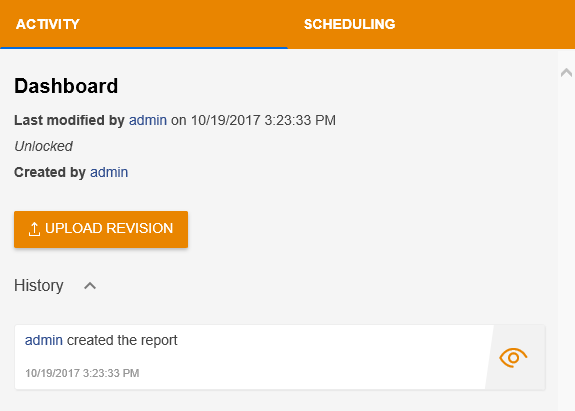 ACTIVITY SCHEDULING
Dashboard
Last modified by admin on 10/19/2017 3:23:33 PM
Unlocked
Created by admin
UPLOAD REVISION
History
admin created the report
10/19/2017 3:23:33 PM